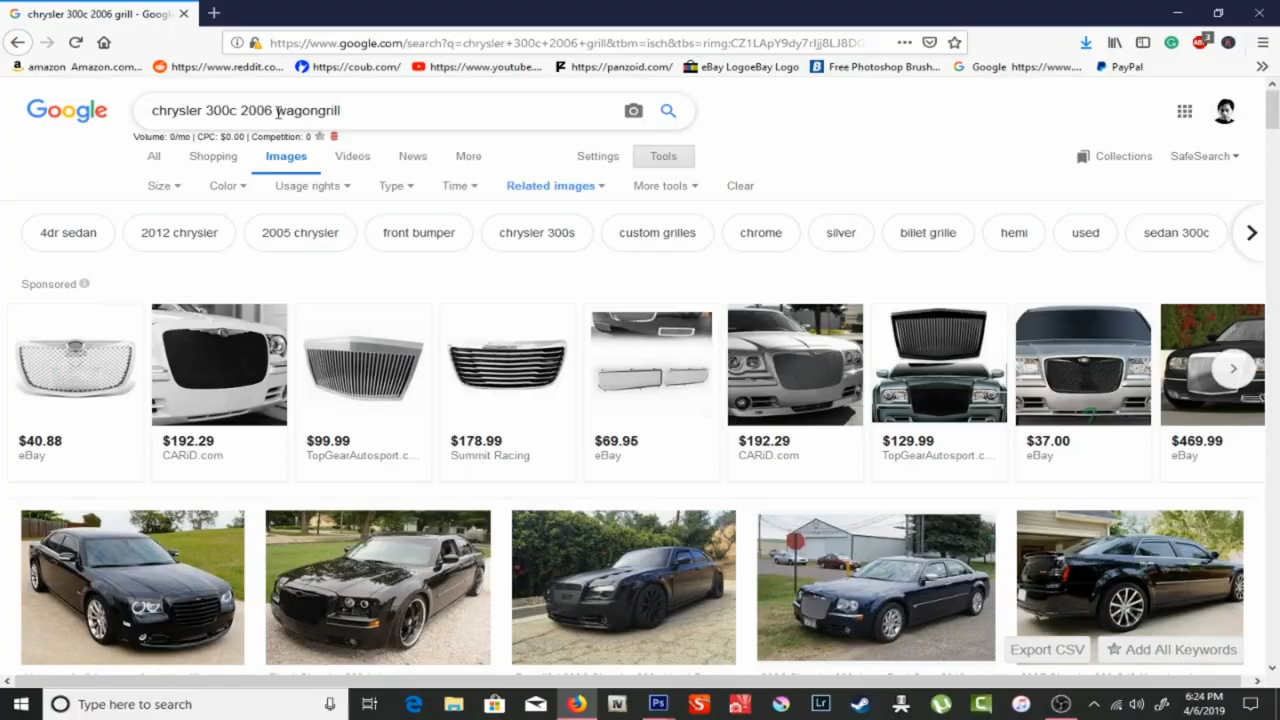 chrysler 300c 2006 grill - Goog
https://www.google.com/search?q=chrysler+300c+2006+grill&tbm=isch&tbs=rimg:CZ1LApY9dy7rIjj8LJ8D
amazon Amazon.com... https://www.reddit.co... https://coub.com/ https://www.youtube.... https://panzoid.com/ eBay LogoeBay Logo Free Photoshop Brush... Google https://www.... PayPal
Google
chrysler 300c 2006 wagongrill
Volume: 0/mo | CPC: $0.00 | Competition: 0
All Shopping Images Videos News More Settings Tools Collections SafeSearch
Size Color Usage rights Type Time Related images More tools Clear
4dr sedan 2012 chrysler 2005 chrysler front bumper chrysler 300s custom grilles chrome silver billet grille hemi used sedan 300c
Sponsored
$40.88 $192.29 $99.99 $178.99 $69.95 $192.29 $129.99 $37.00 $469.99
eBay CARiD.com TopGearAutosport.c... Summit Racing eBay CARiD.com TopGearAutosport.c... eBay eBay
Export CSV Add All Keywords
Type here to search
6:24 PM
4/6/2019